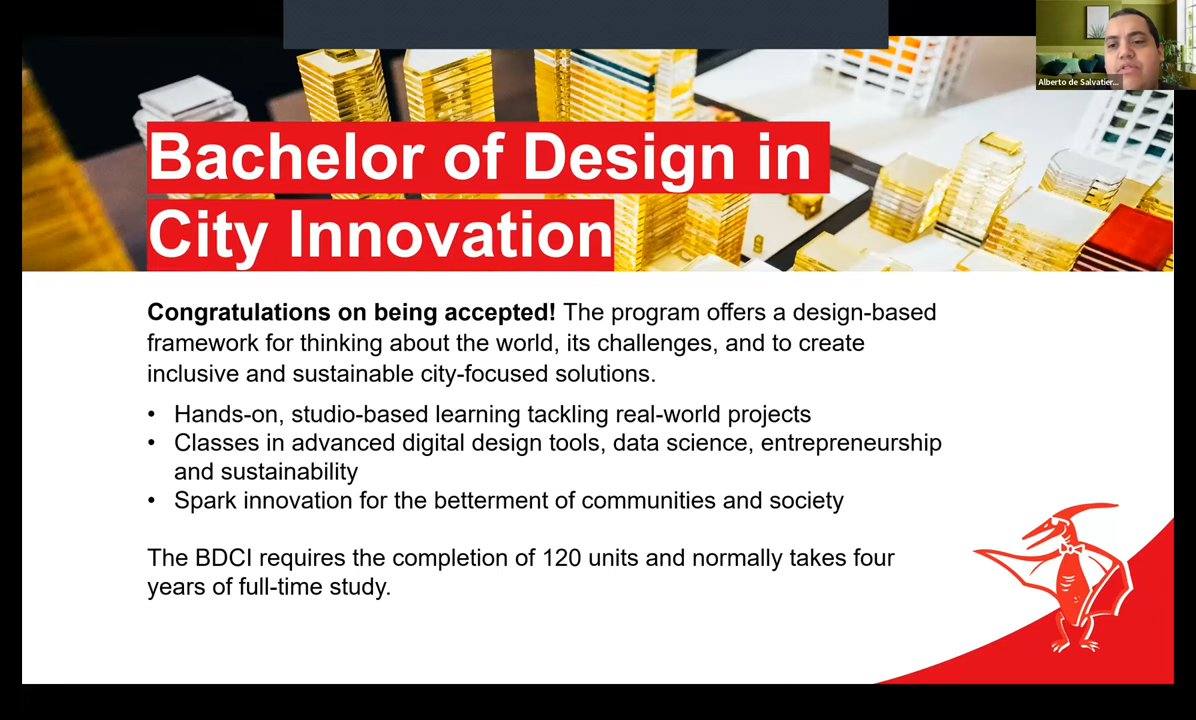 Alberto de Salvatier...
Bachelor of Design in
City Innovation
Congratulations on being accepted! The program offers a design-based
framework for thinking about the world, its challenges, and to create
inclusive and sustainable city-focused solutions.
• Hands-on, studio-based learning tackling real-world projects
• Classes in advanced digital design tools, data science, entrepreneurship
and sustainability
• Spark innovation for the betterment of communities and society
The BDCI requires the completion of 120 units and normally takes four
years of full-time study.